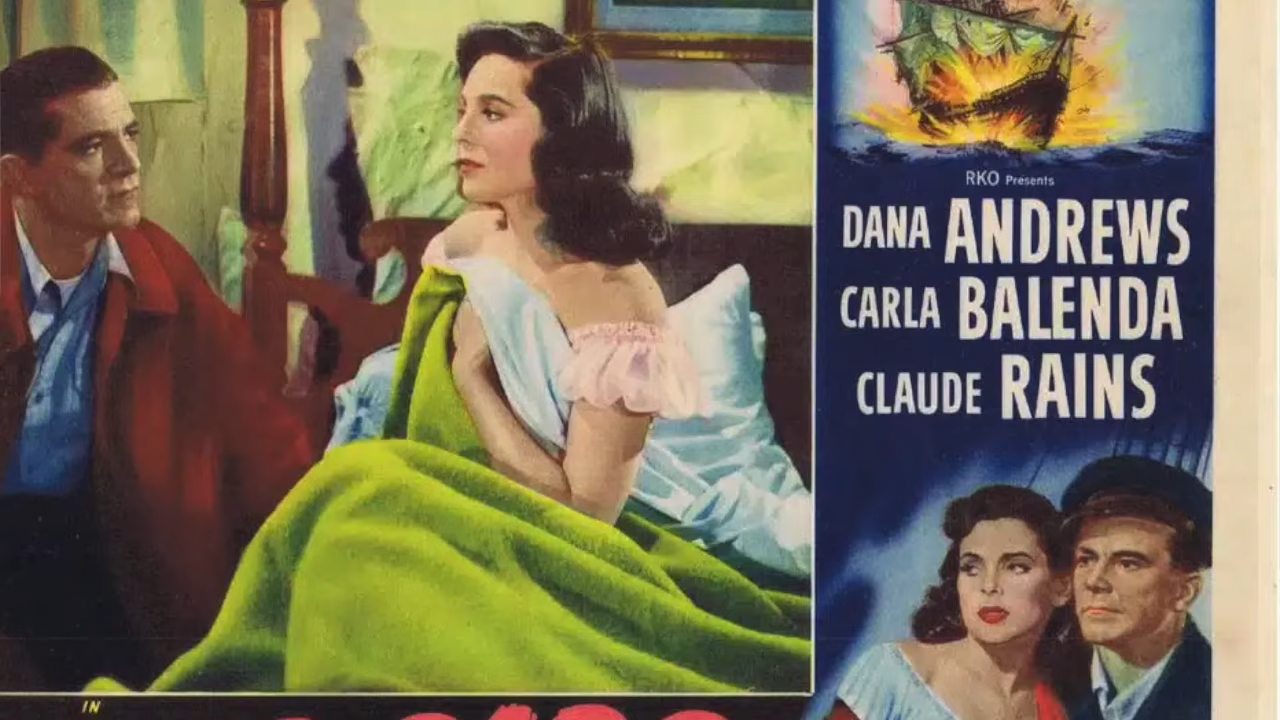 RKO Presents
DANA ANDREWS
CARLA BALENDA
CLAUDE RAINS
IN